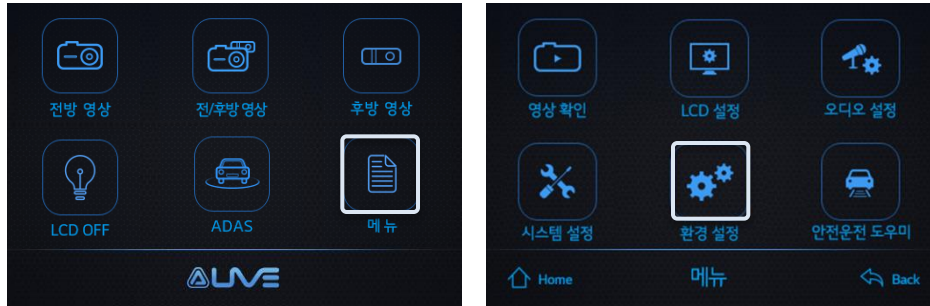 전방 영상
전/후방 영상
후방 영상
LCD OFF
ADAS
메뉴
ALIVE
영상 확인
LCD 설정
오디오 설정
시스템 설정
환경 설정
안전운전 도우미
Home
메뉴
Back